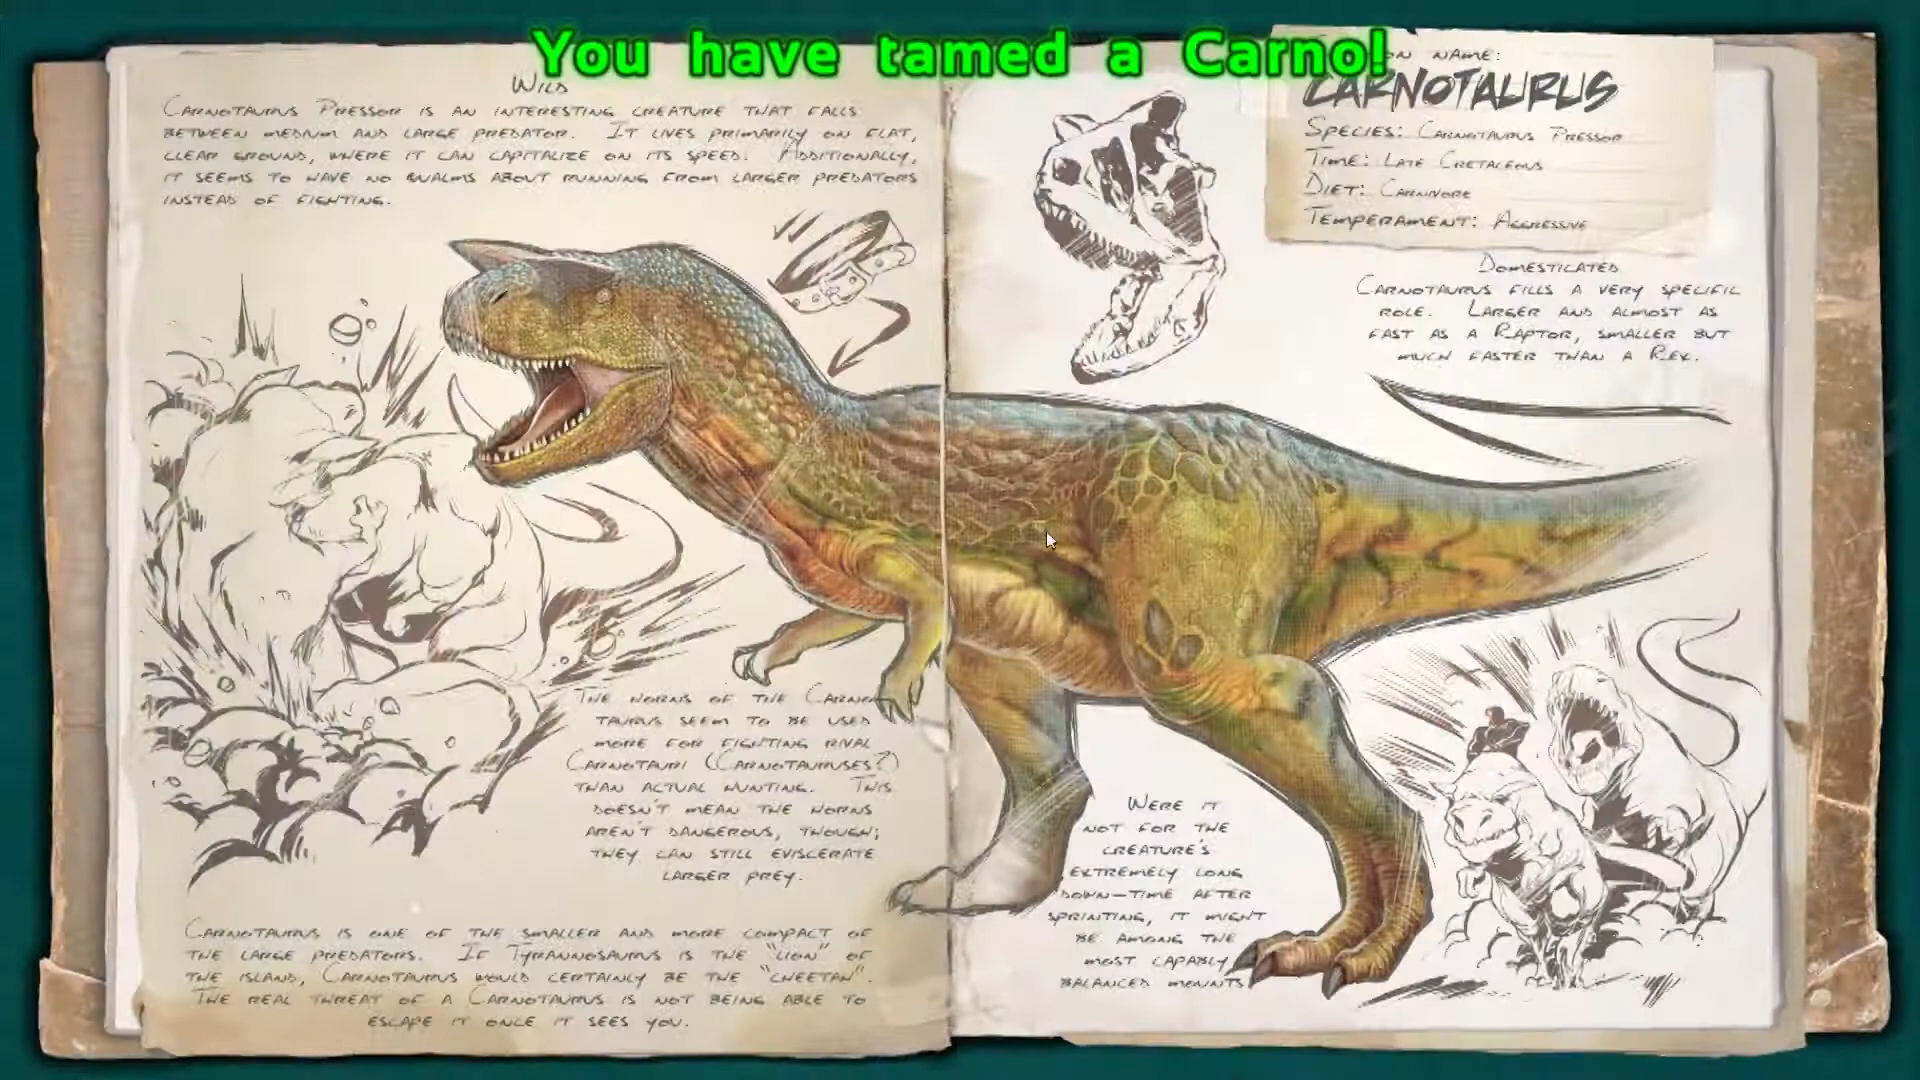 You have tamed a Carno!
Wild
Carnotaurus Pressor is an interesting creature that falls
between medium and large predator. It lives primarily on flat,
clear ground, where it can capitalize on its speed. Additionally,
it seems to have no qualms about running from larger predators
instead of fighting.
The horns of the Carno
taurus seem to be used
more for fighting rival
Carnotauri (Carnotauruses?)
than actual hunting. This
doesn't mean the horns
aren't dangerous, though;
they can still eviscerate
larger prey.
Carnotaurus is one of the smaller and more compact of
the large predators. If Tyrannosaurus is the "lion" of
the island, Carnotaurus would certainly be the "cheetah".
The real threat of a Carnotaurus is not being able to
escape it once it sees you.
Name:
Carnotaurus
Species: Carnotaurus Pressor
Time: Late Cretaceous
Diet: Carnivore
Temperament: Aggressive
Domesticated
Carnotaurus fills a very specific
role. Larger and almost as
fast as a Raptor, smaller but
much faster than a Rex.
Were it
not for the
creature's
extremely long
down-time after
sprinting, it might
be among the
most capably
balanced mounts